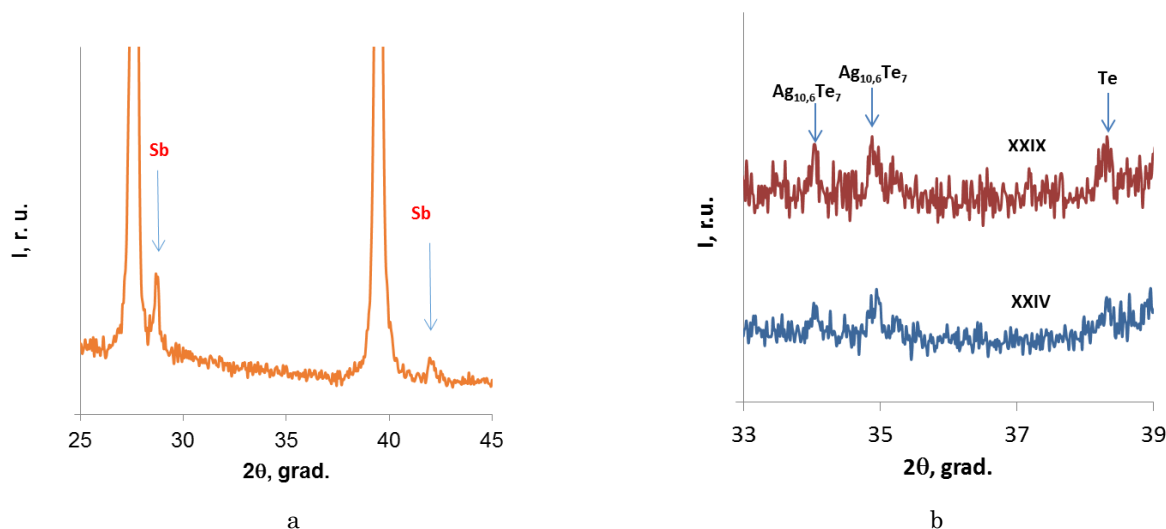 Sb
Sb
I, r. u.
25 30 35 40 45
2θ, grad.
a
Ag10,6Te7
Ag10,6Te7
Te
XXIX
XXIV
I, r.u.
33 35 37 39
2θ, grad.
b